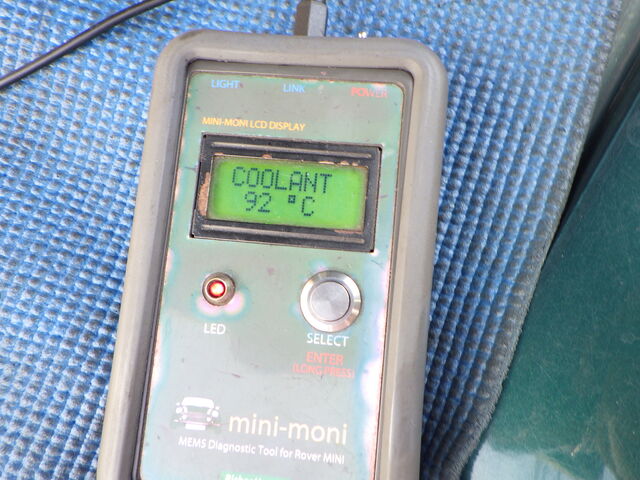 LIGHT LINK POWER
MINI-MONI LCD DISPLAY
COOLANT
92 °C
LED
SELECT
ENTER
(LONG PRESS)
mini-moni
MEMS Diagnostic Tool for Rover MINI